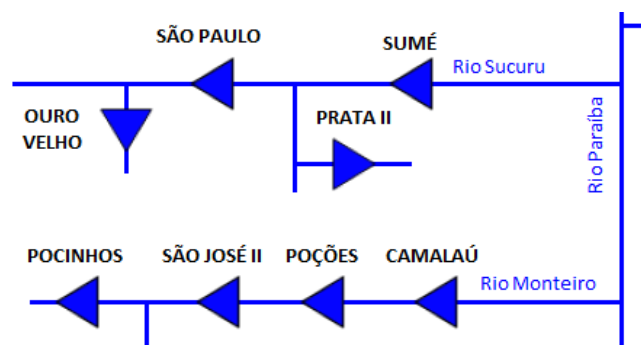 SÃO PAULO
SUMÉ
Rio Sucuru
OURO
VELHO
PRATA II
Rio Paraíba
POCINHOS
SÃO JOSÉ II
POÇÕES
CAMALAÚ
Rio Monteiro